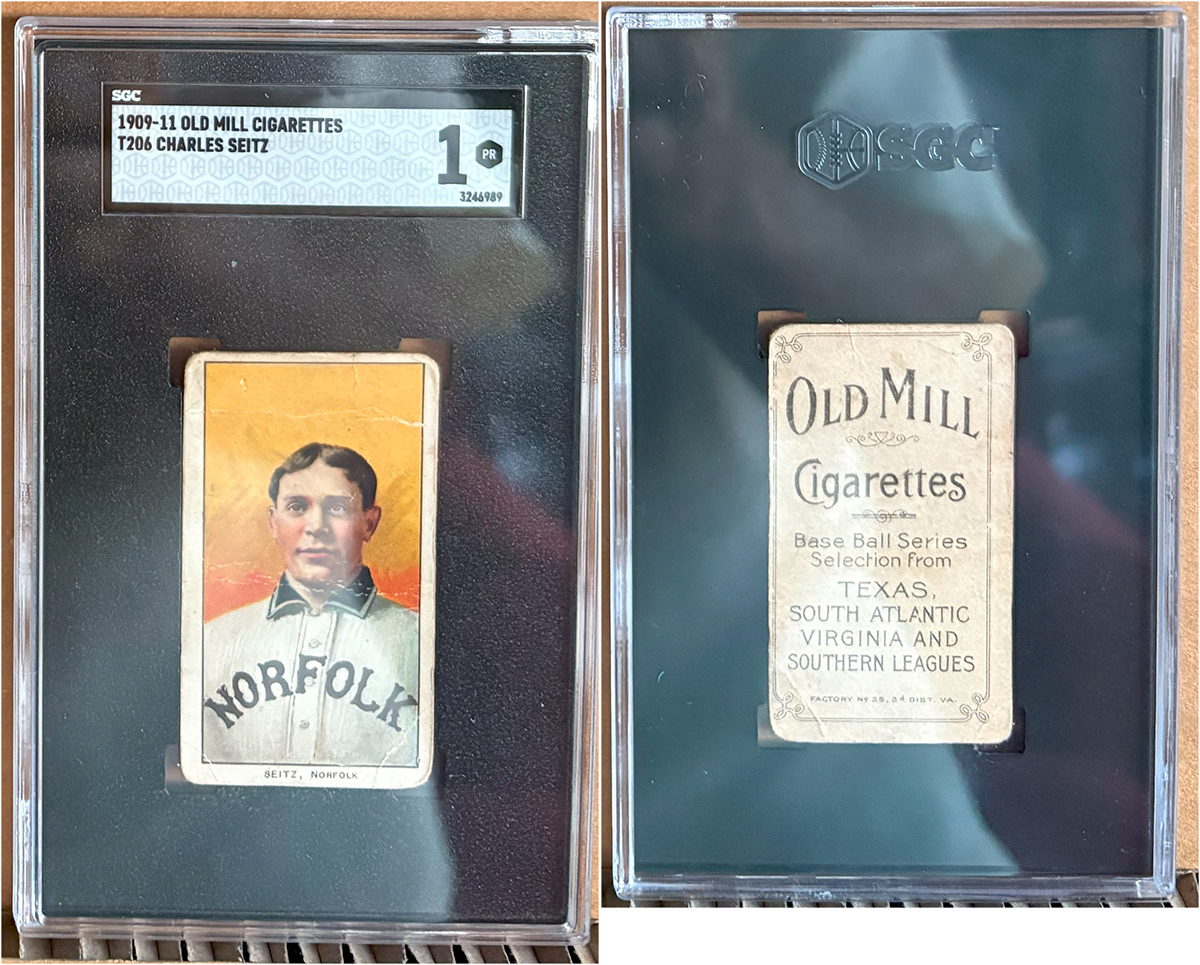 SGC
1909-11 OLD MILL CIGARETTES
T206 CHARLES SEITZ
1 PR
3246989
NORFOLK
SEITZ, NORFOLK
SGC
OLD MILL
Cigarettes
Base Ball Series
Selection from
TEXAS,
SOUTH ATLANTIC
VIRGINIA AND
SOUTHERN LEAGUES
FACTORY Nº 25, 2d DIST. VA.